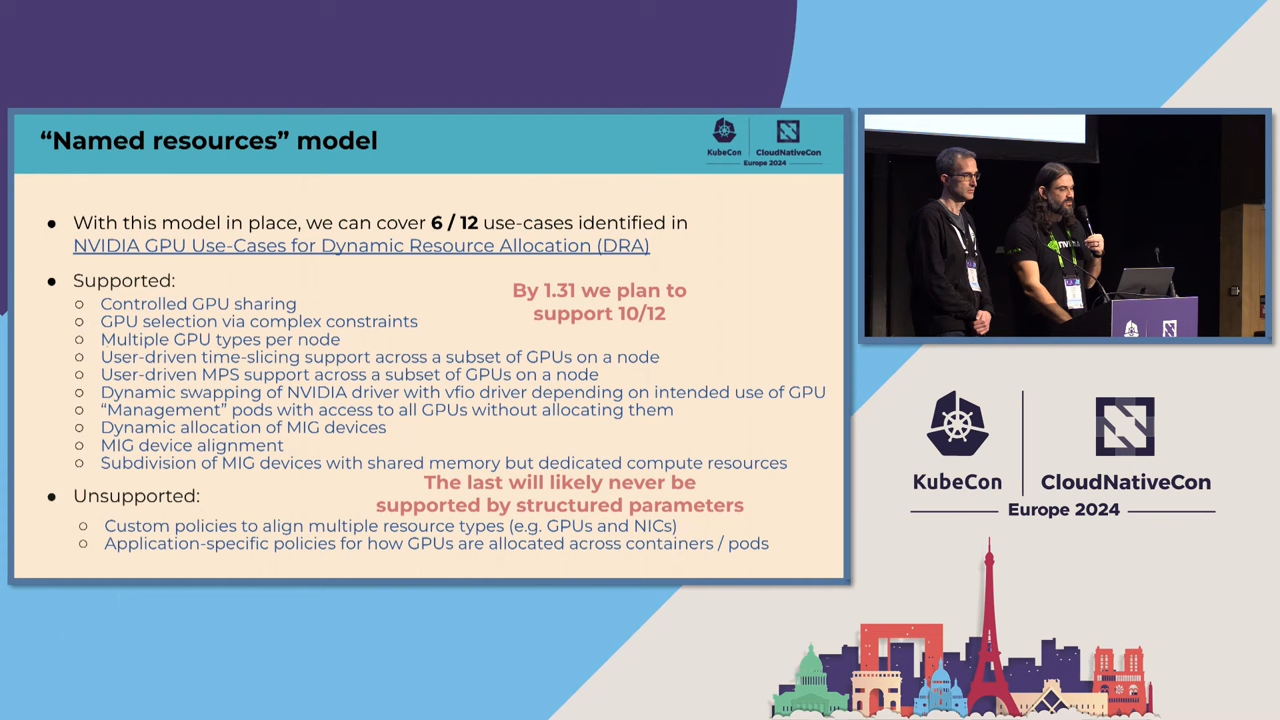 “Named resources” model
KubeCon
CloudNativeCon
Europe 2024
● With this model in place, we can cover 6 / 12 use-cases identified in
NVIDIA GPU Use-Cases for Dynamic Resource Allocation (DRA)
● Supported:
○ Controlled GPU sharing
○ GPU selection via complex constraints
○ Multiple GPU types per node
○ User-driven time-slicing support across a subset of GPUs on a node
○ User-driven MPS support across a subset of GPUs on a node
○ Dynamic swapping of NVIDIA driver with vfio driver depending on intended use of GPU
○ “Management” pods with access to all GPUs without allocating them
○ Dynamic allocation of MIG devices
○ MIG device alignment
○ Subdivision of MIG devices with shared memory but dedicated compute resources
By 1.31 we plan to
support 10/12
● Unsupported:
The last will likely never be
supported by structured parameters
○ Custom policies to align multiple resource types (e.g. GPUs and NICs)
○ Application-specific policies for how GPUs are allocated across containers / pods
KubeCon
CloudNativeCon
Europe 2024